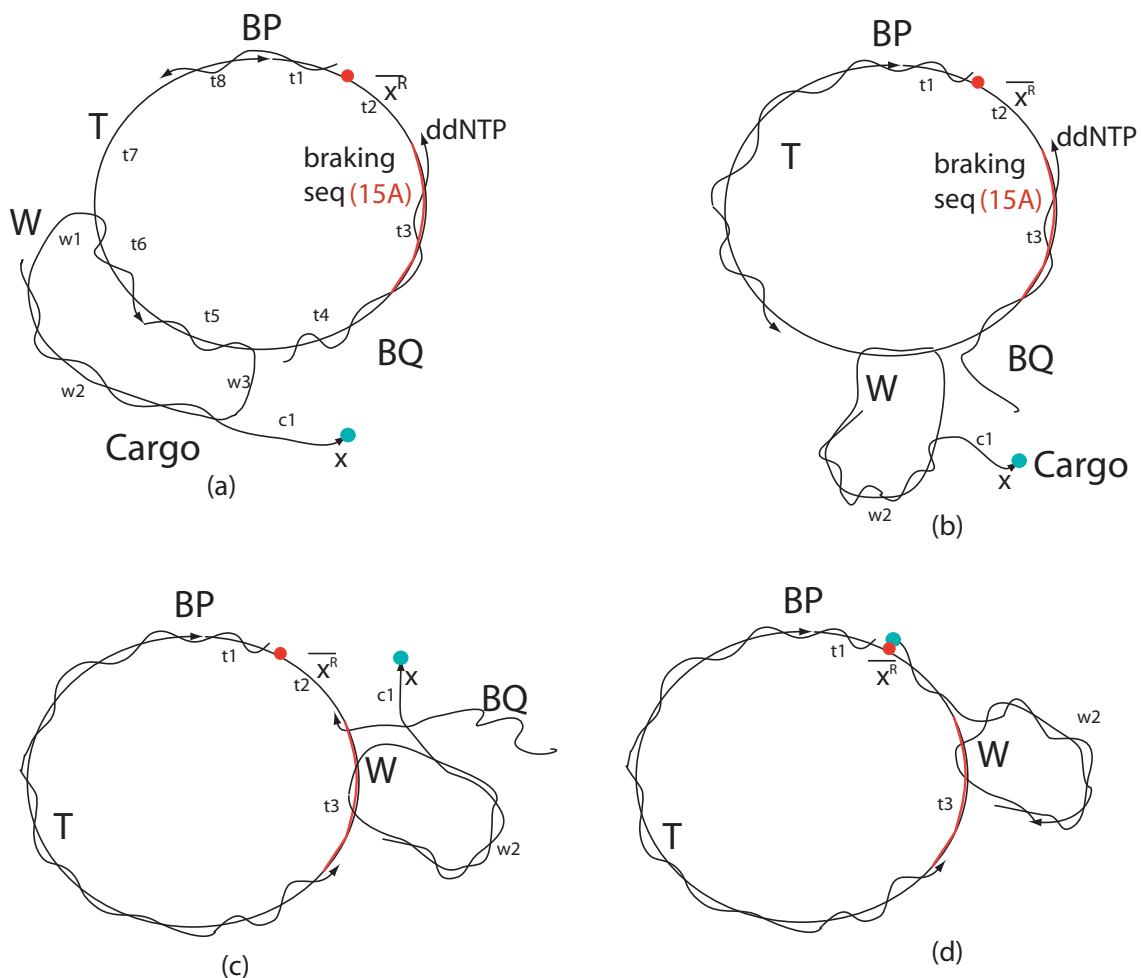 BP
t8
t1
x̅ᴿ
t2
T
ddNTP
braking
seq (15A)
t7
W
w1
t6
t3
t5
t4
BQ
w2
w3
Cargo
c1
x
(a)
BP
t1
x̅ᴿ
t2
T
ddNTP
braking
seq (15A)
t3
W
BQ
c1
x
Cargo
w2
(b)
BP
t1
x̅ᴿ
t2
x
c1
BQ
W
T
t3
w2
(c)
BP
t1
x̅ᴿ
w2
W
t3
T
(d)